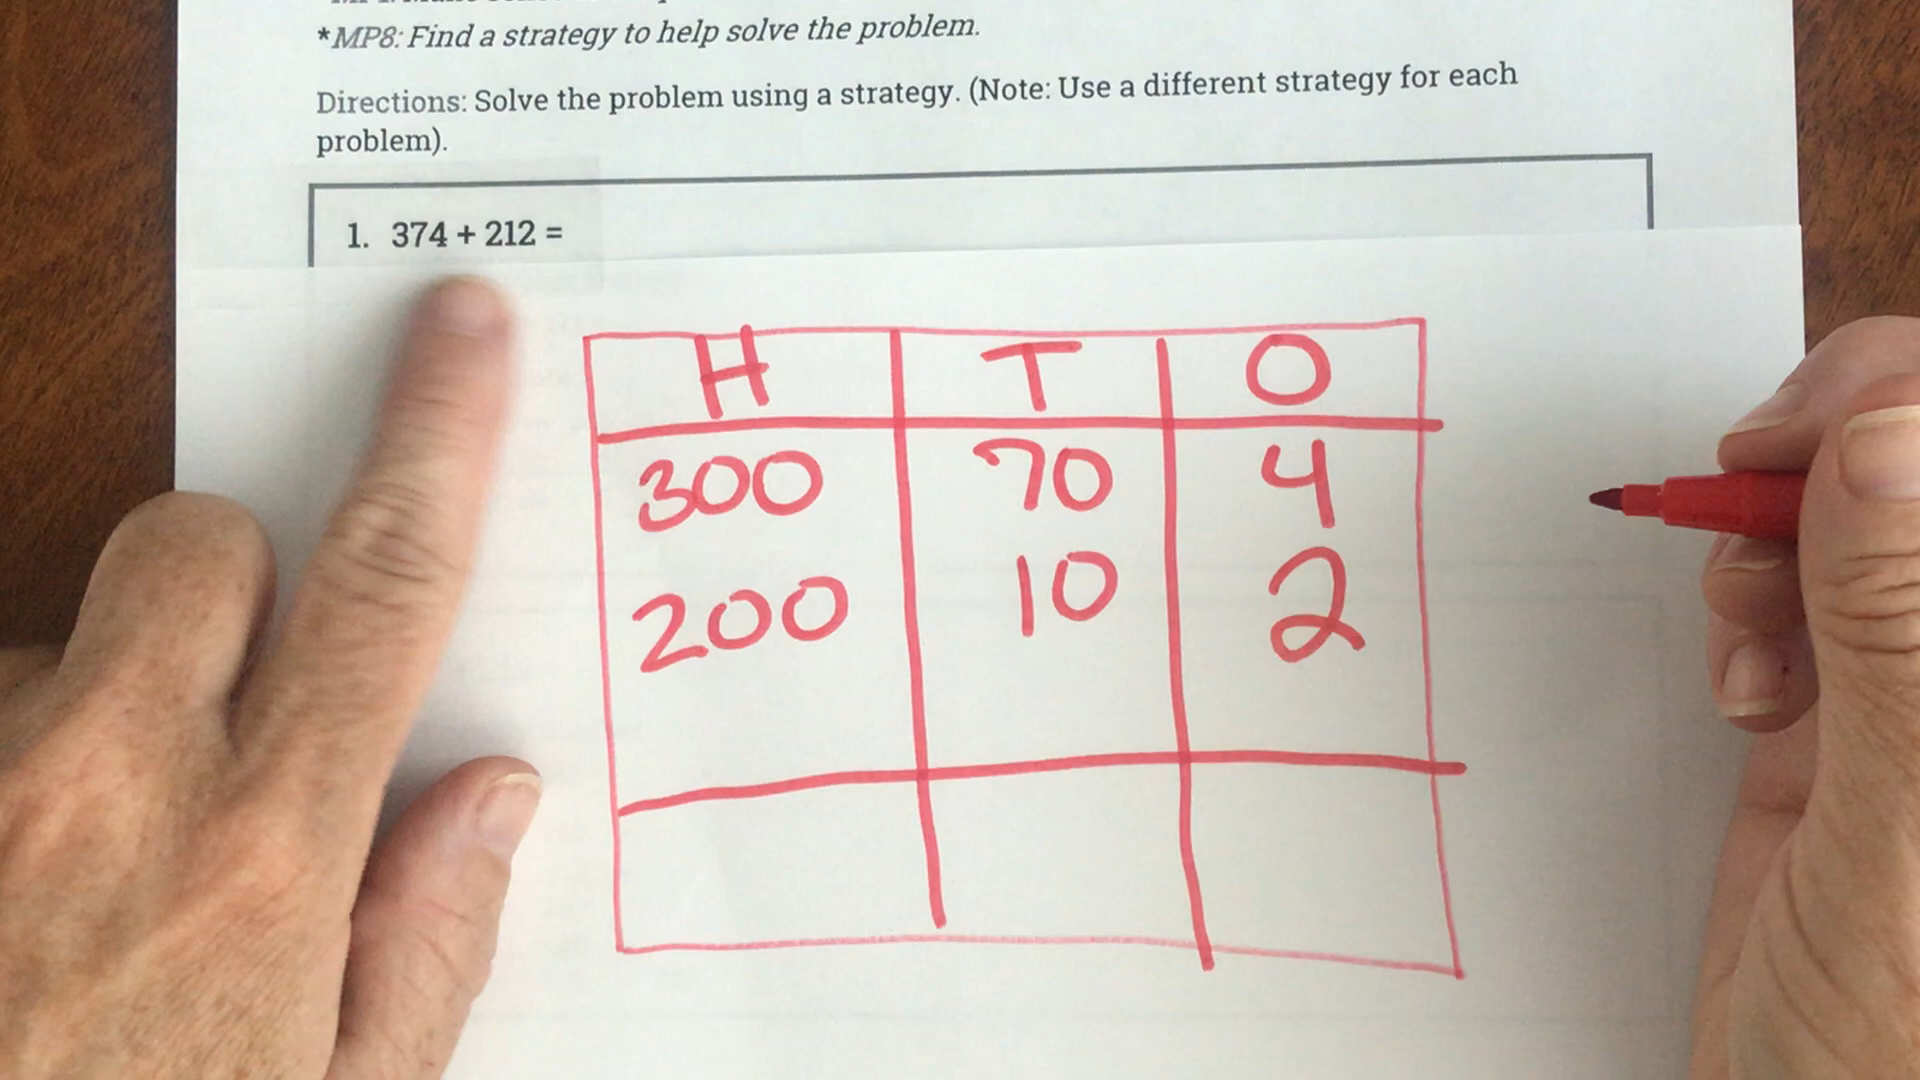 *MP8: Find a strategy to help solve the problem.
Directions: Solve the problem using a strategy. (Note: Use a different strategy for each
problem).
1. 374 + 212 =
H T O
300 70 4
200 10 2